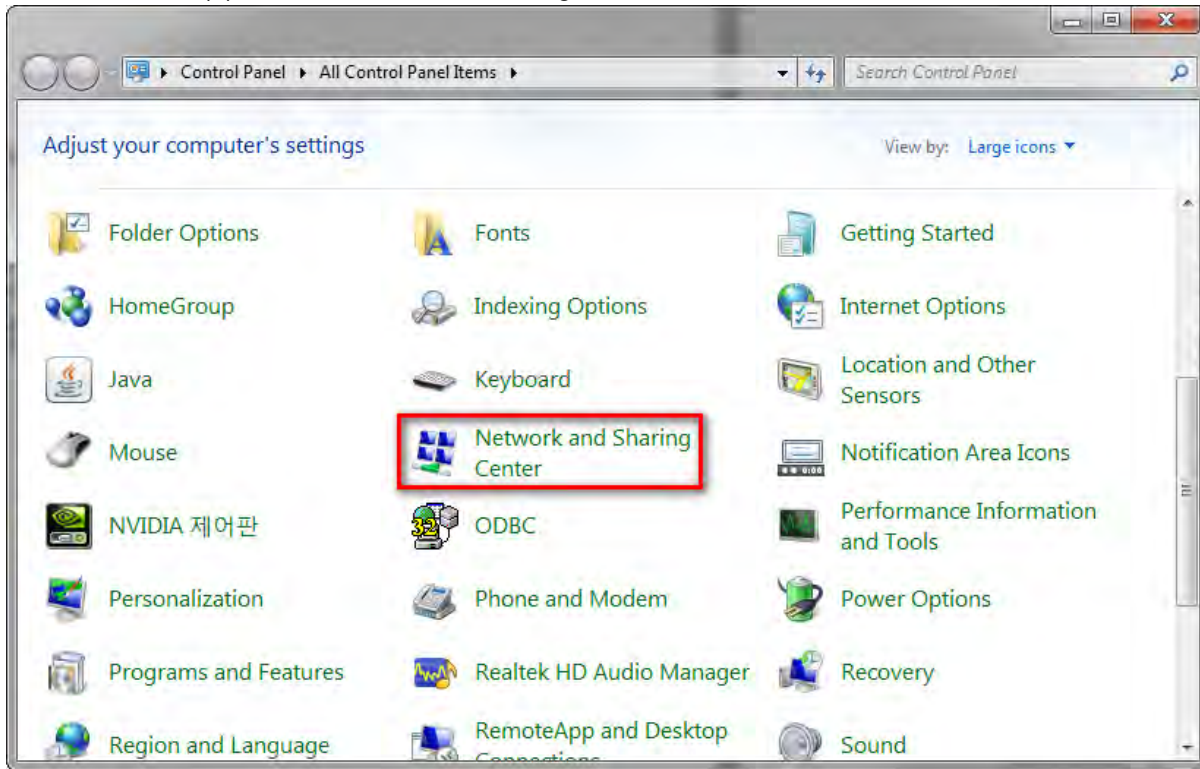 Control Panel ▸ All Control Panel Items ▸
Search Control Panel
Adjust your computer's settings
View by: Large icons
Folder Options
Fonts
Getting Started
HomeGroup
Indexing Options
Internet Options
Java
Keyboard
Location and Other
Sensors
Mouse
Network and Sharing
Center
Notification Area Icons
NVIDIA 제어판
ODBC
Performance Information
and Tools
Personalization
Phone and Modem
Power Options
Programs and Features
Realtek HD Audio Manager
Recovery
Region and Language
RemoteApp and Desktop
Connections
Sound